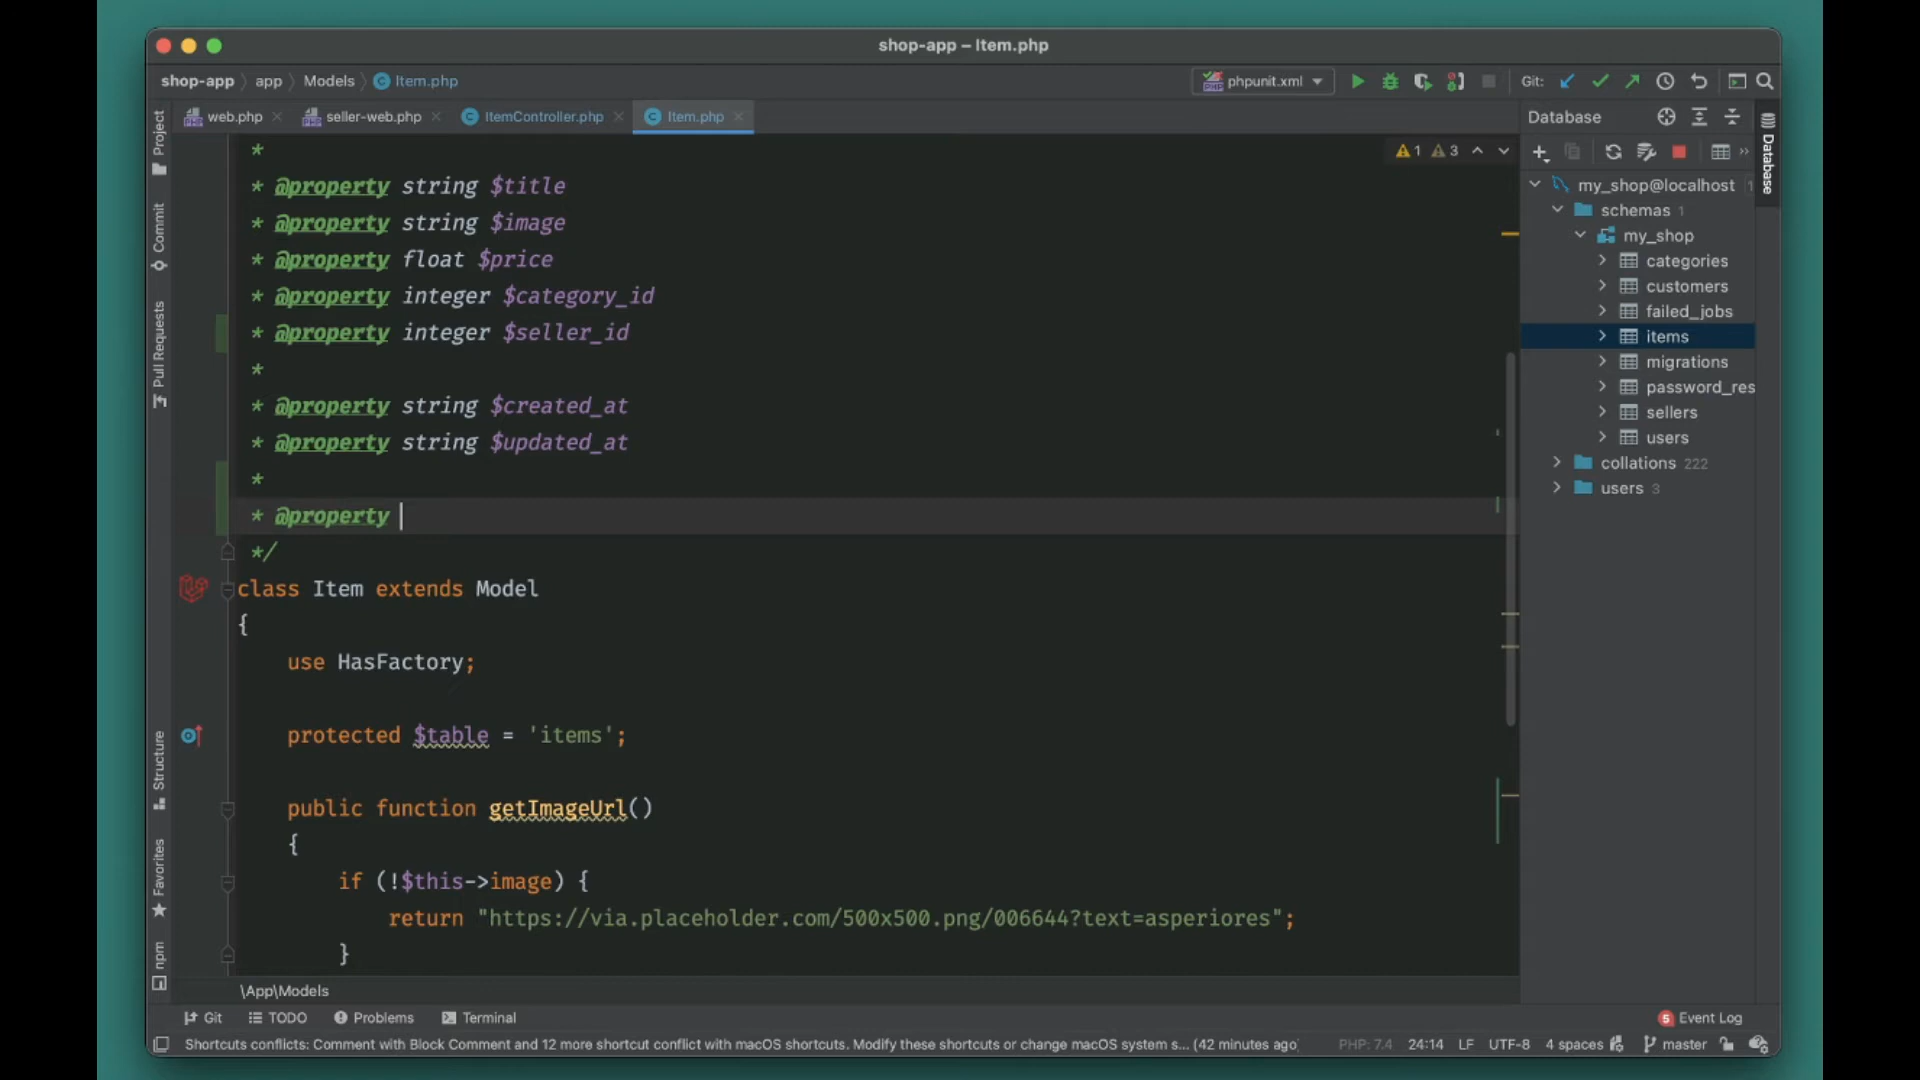 shop-app – Item.php
shop-app 〉 app 〉 Models 〉 Item.php
phpunit.xml
Git:
web.php
seller-web.php
ItemController.php
Item.php
Database
Project
Commit
Pull Requests
Structure
Favorites
npm
1 3
*
* @property string $title
* @property string $image
* @property float $price
* @property integer $category_id
* @property integer $seller_id
*
* @property string $created_at
* @property string $updated_at
*
* @property
*/
class Item extends Model
{
use HasFactory;
protected $table = 'items';
public function getImageUrl()
{
if (!$this->image) {
return "https://via.placeholder.com/500x500.png/006644?text=asperiores";
}
\App\Models
my_shop@localhost 1
schemas 1
my_shop
categories
customers
failed_jobs
items
migrations
password_res
sellers
users
collations 222
users 3
Database
Git
TODO
Problems
Terminal
5 Event Log
Shortcuts conflicts: Comment with Block Comment and 12 more shortcut conflict with macOS shortcuts. Modify these shortcuts or change macOS system s... (42 minutes ago)
PHP: 7.4
24:14
LF
UTF-8
4 spaces
master